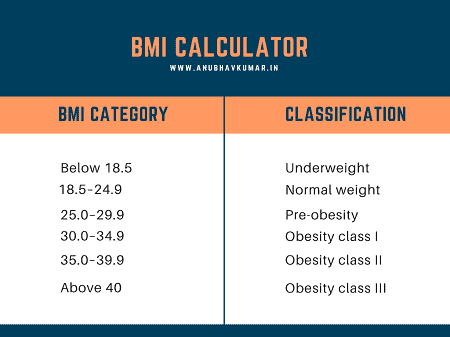 BMI CALCULATOR
WWW.ANUBHAVKUMAR.IN
BMI CATEGORY CLASSIFICATION
Below 18.5 Underweight
18.5–24.9 Normal weight
25.0–29.9 Pre-obesity
30.0–34.9 Obesity class I
35.0–39.9 Obesity class II
Above 40 Obesity class III